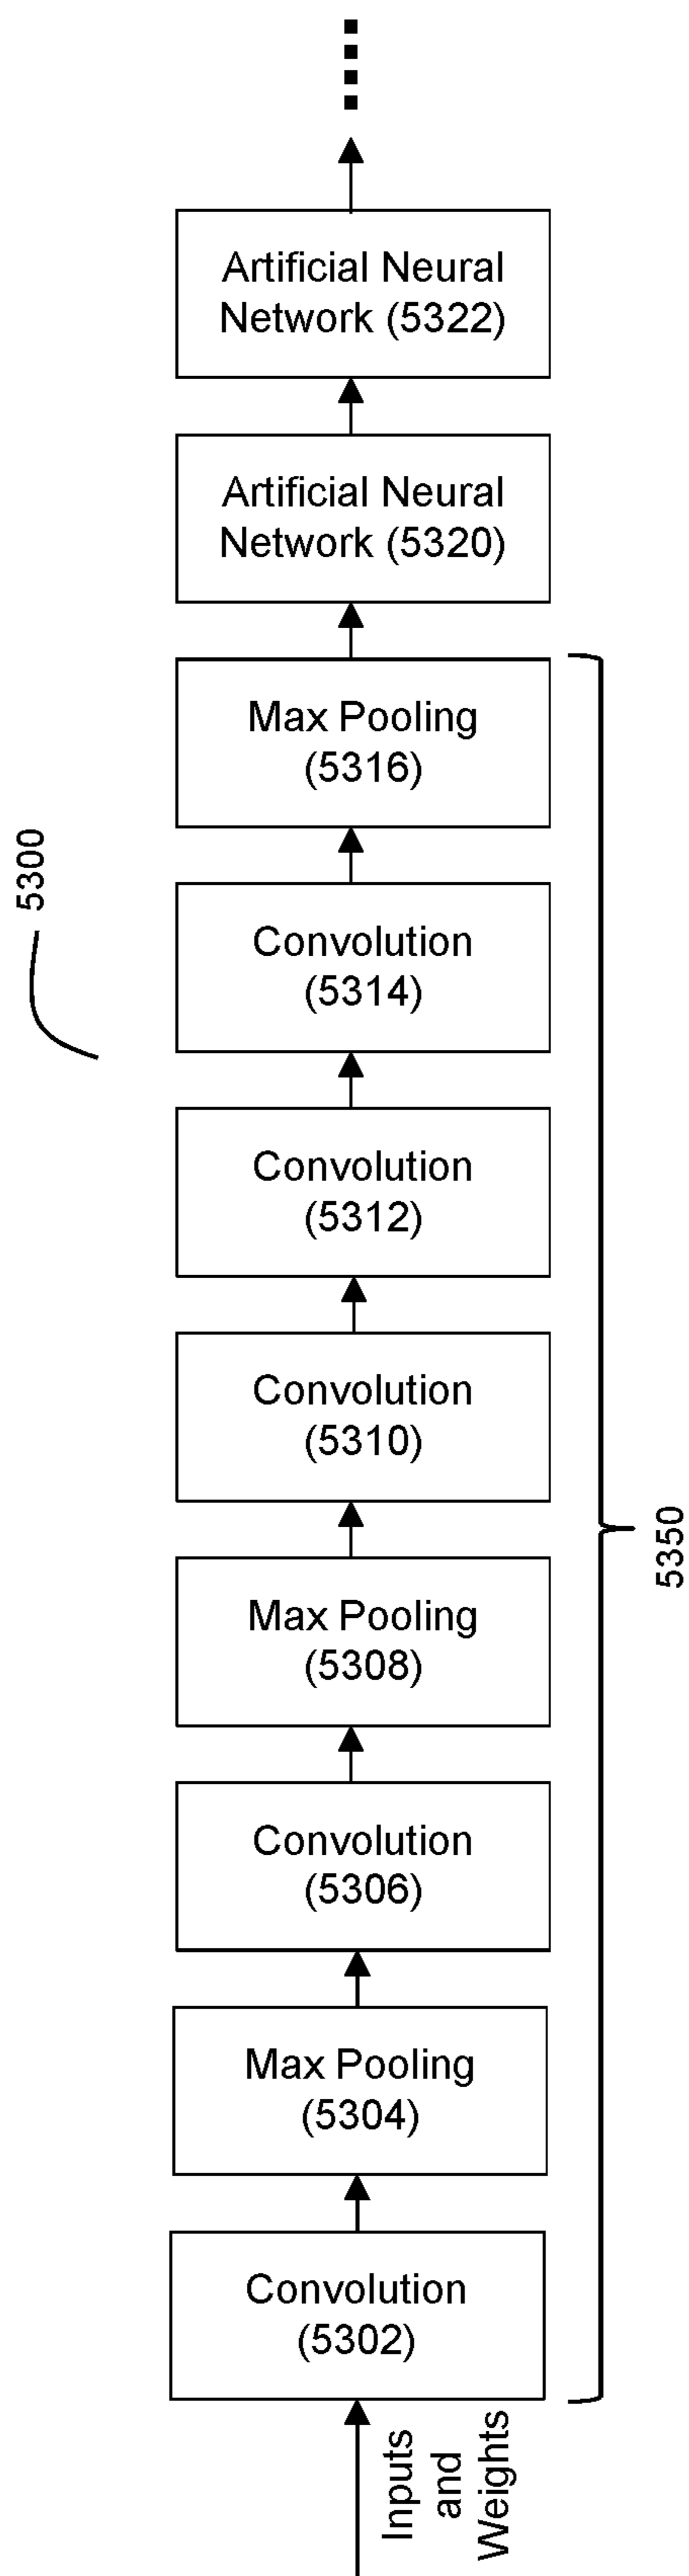 Artificial Neural
Network (5322)
Artificial Neural
Network (5320)
Max Pooling
(5316)
5300
Convolution
(5314)
Convolution
(5312)
Convolution
(5310)
5350
Max Pooling
(5308)
Convolution
(5306)
Max Pooling
(5304)
Convolution
(5302)
Inputs
and
Weights